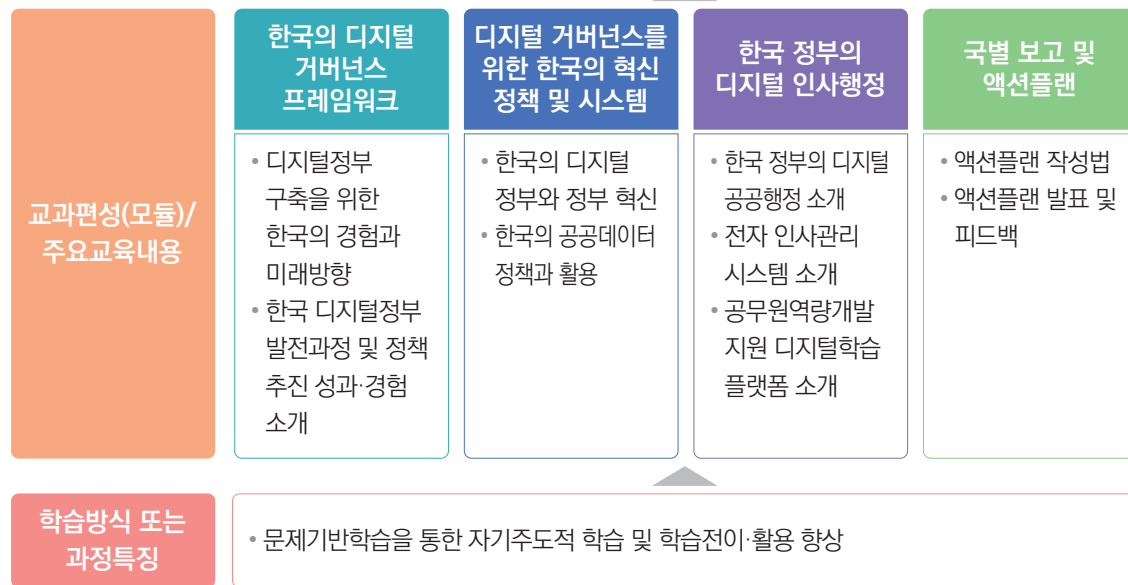 교과편성(모듈)/
주요교육내용
한국의 디지털
거버넌스
프레임워크
• 디지털정부
구축을 위한
한국의 경험과
미래방향
• 한국 디지털정부
발전과정 및 정책
추진 성과·경험
소개
디지털 거버넌스를
위한 한국의 혁신
정책 및 시스템
• 한국의 디지털
정부와 정부 혁신
• 한국의 공공데이터
정책과 활용
한국 정부의
디지털 인사행정
• 한국 정부의 디지털
공공행정 소개
• 전자 인사관리
시스템 소개
• 공무원역량개발
지원 디지털학습
플랫폼 소개
국별 보고 및
액션플랜
• 액션플랜 작성법
• 액션플랜 발표 및
피드백
학습방식 또는
과정특징
• 문제기반학습을 통한 자기주도적 학습 및 학습전이·활용 향상